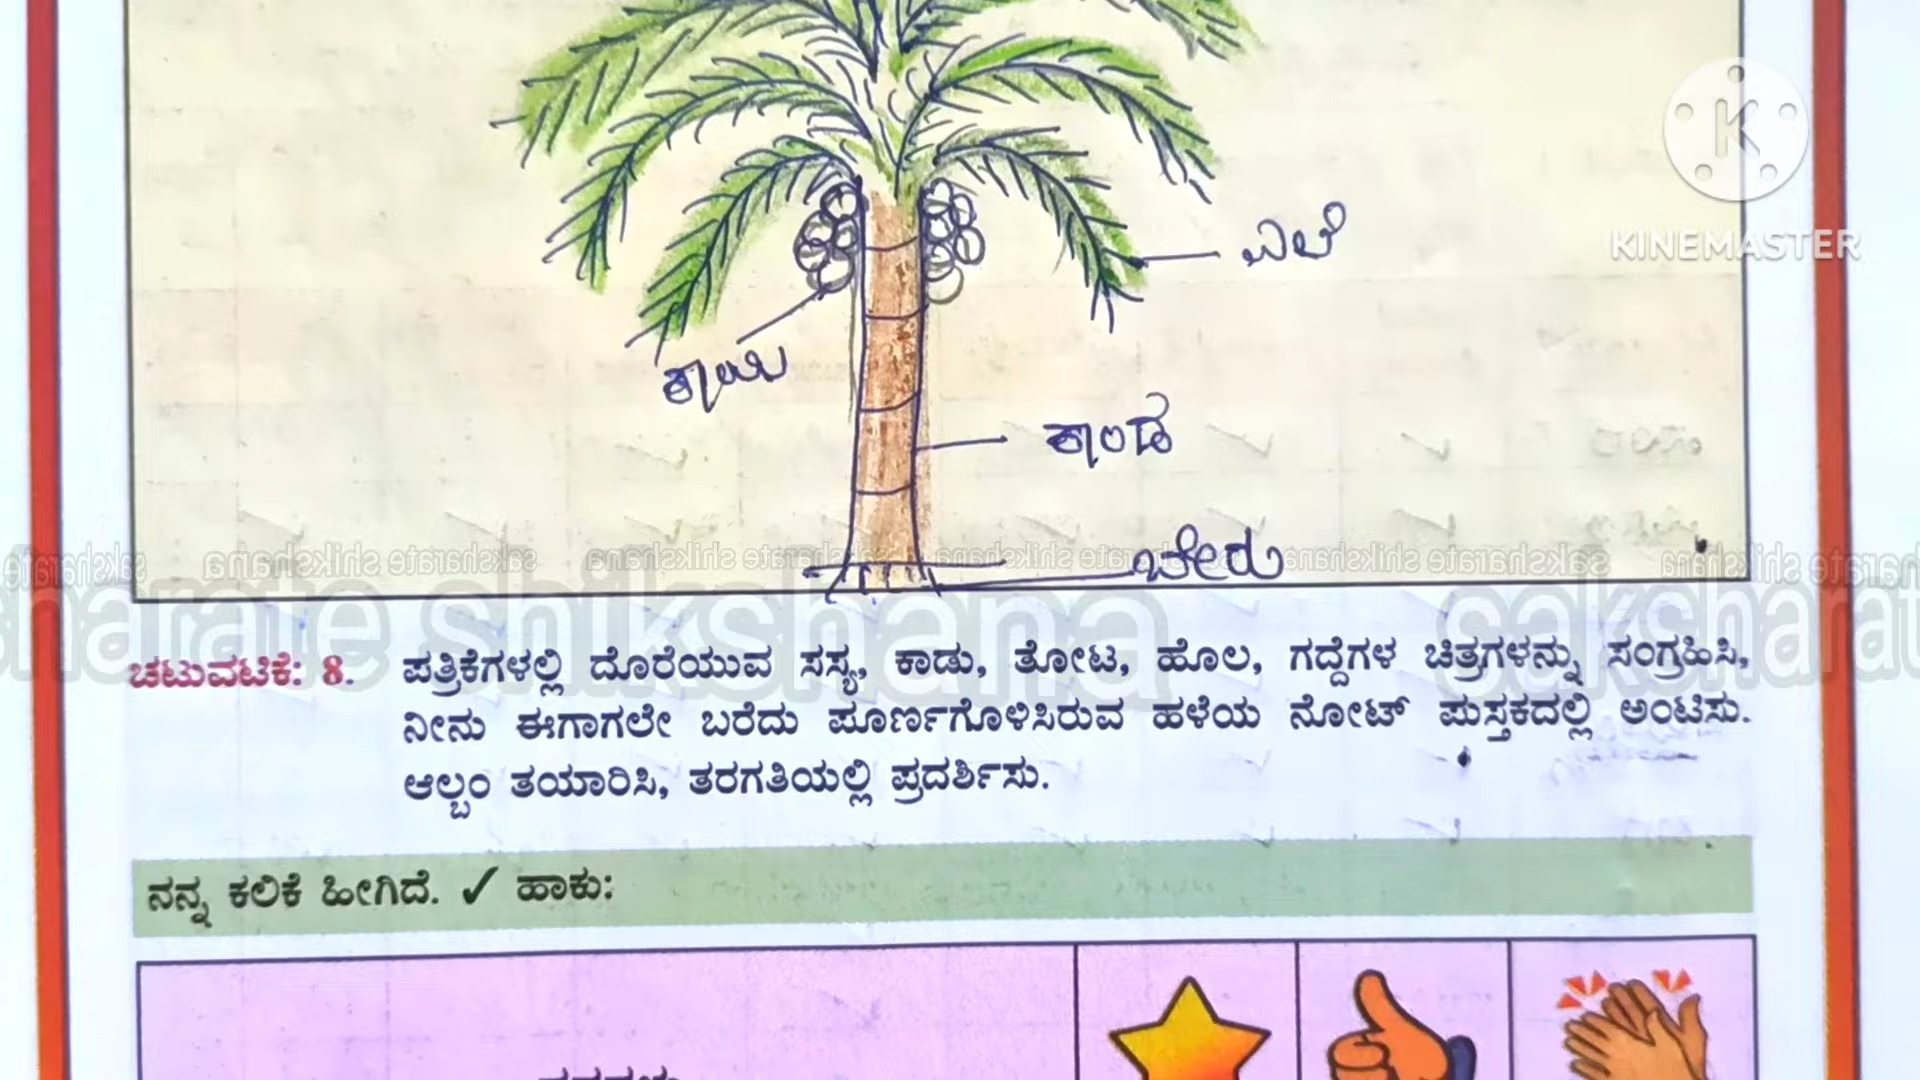 KINEMASTER
ಎಲೆ
ಕಾಯಿ
ಕಾಂಡ
ಬೇರು
saksharate shikshana
ಚಟುವಟಿಕೆ: 8. ಪತ್ರಿಕೆಗಳಲ್ಲಿ ದೊರೆಯುವ ಸಸ್ಯ, ಕಾಡು, ತೋಟ, ಹೊಲ, ಗದ್ದೆಗಳ ಚಿತ್ರಗಳನ್ನು ಸಂಗ್ರಹಿಸಿ,
ನೀನು ಈಗಾಗಲೇ ಬರೆದು ಪೂರ್ಣಗೊಳಿಸಿರುವ ಹಳೆಯ ನೋಟ್ ಪುಸ್ತಕದಲ್ಲಿ ಅಂಟಿಸು.
ಆಲ್ಬಂ ತಯಾರಿಸಿ, ತರಗತಿಯಲ್ಲಿ ಪ್ರದರ್ಶಿಸು.
ನನ್ನ ಕಲಿಕೆ ಹೀಗಿದೆ. ✓ ಹಾಕು: